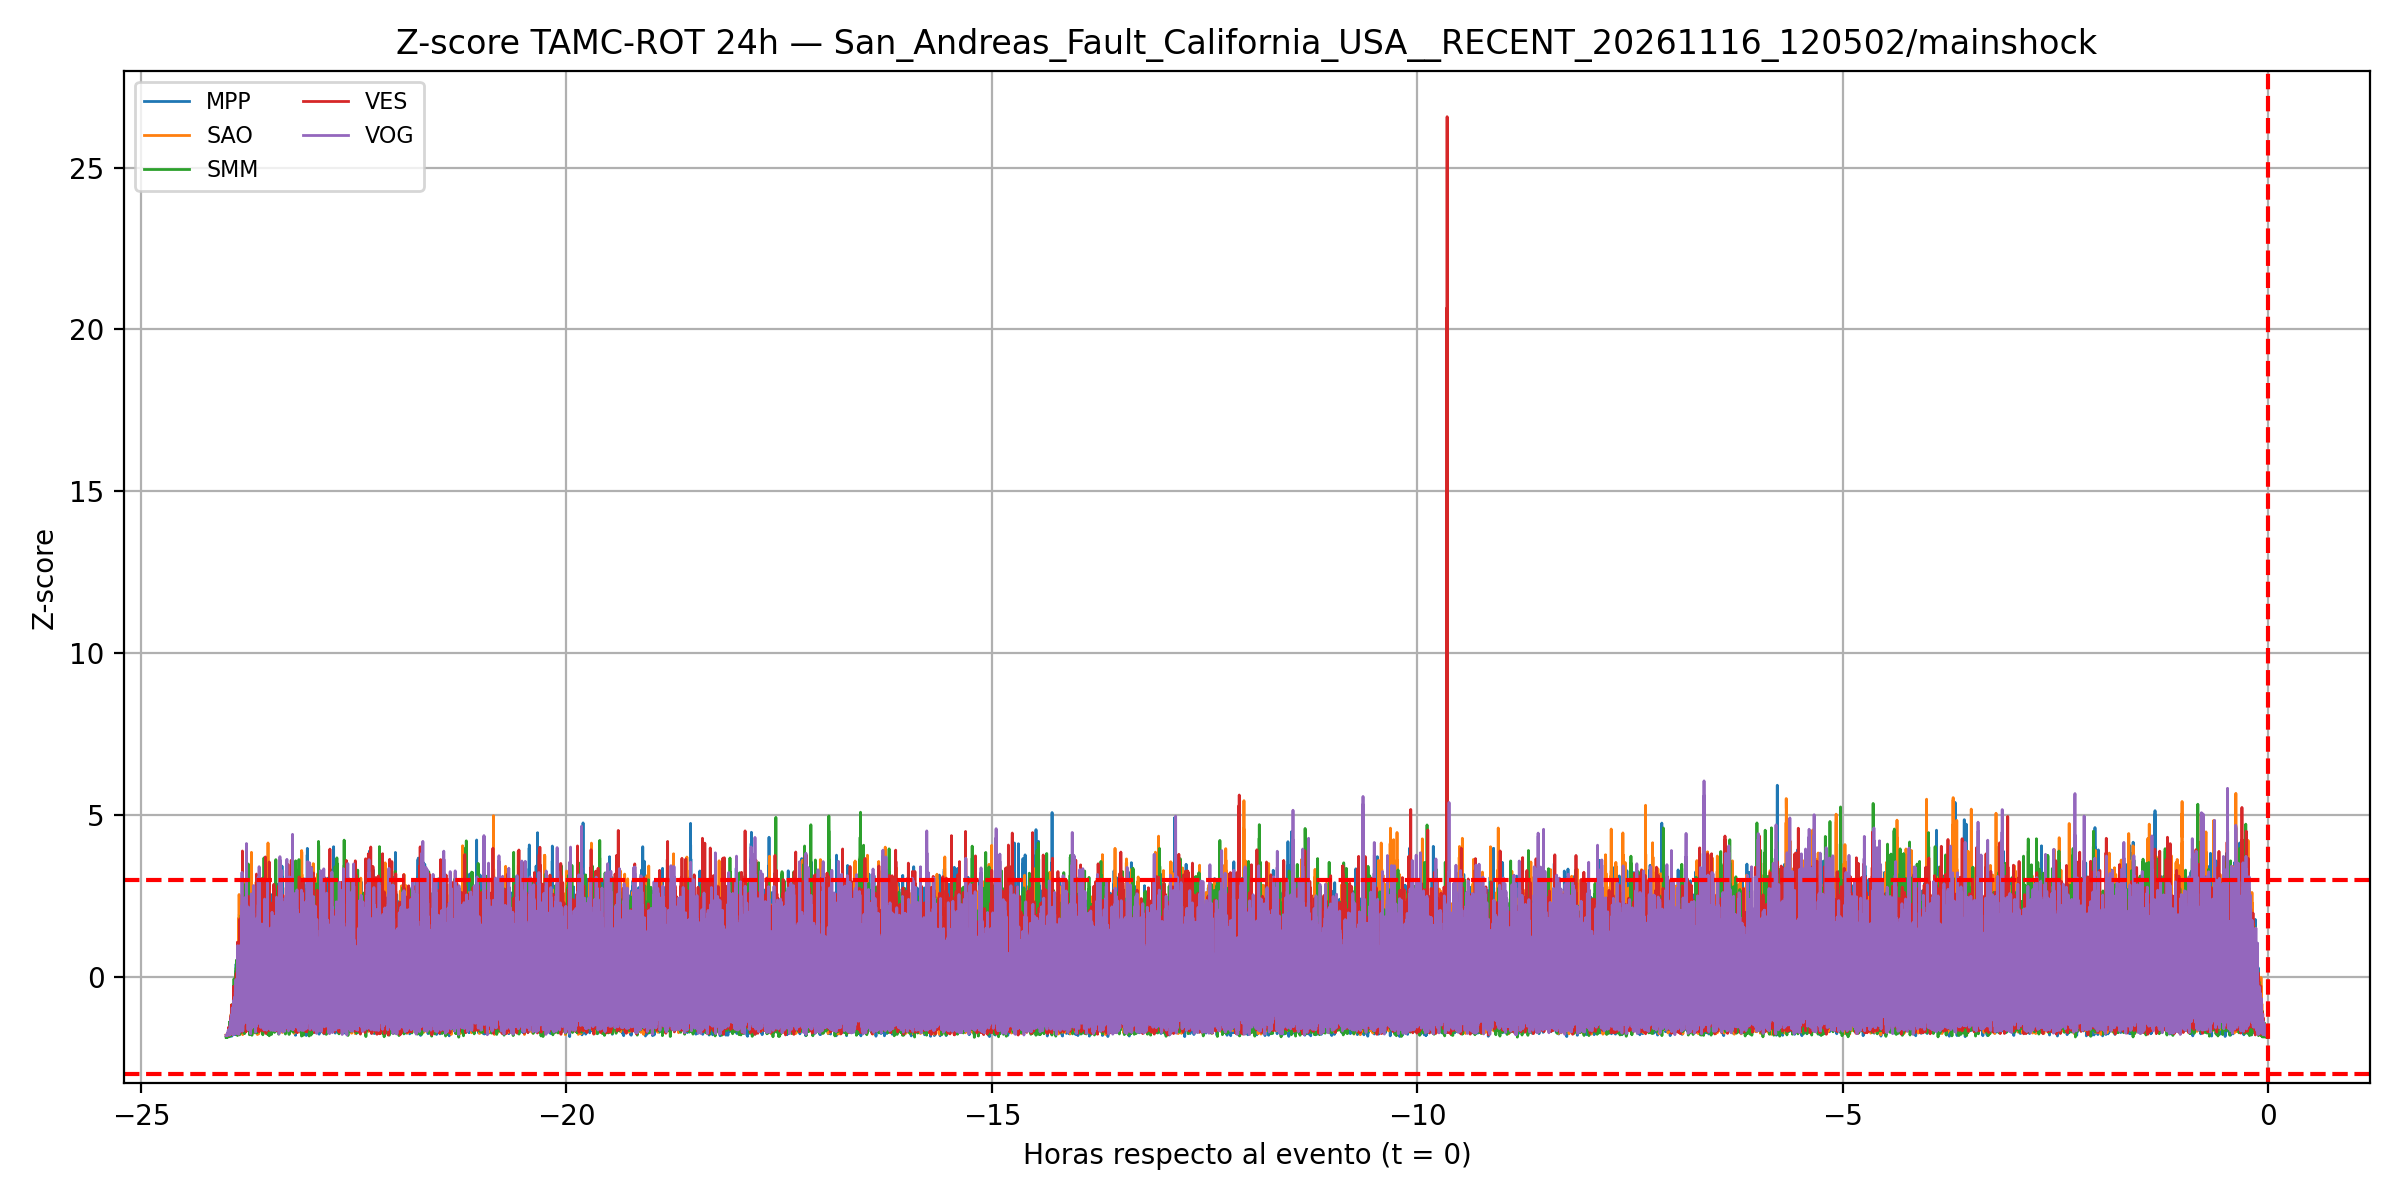 Z-score TAMC-ROT 24h — San_Andreas_Fault_California_USA__RECENT_20261116_120502/mainshock
MPP
SAO
SMM
VES
VOG
25
20
15
10
5
0
Z-score
−25
−20
−15
−10
−5
0
Horas respecto al evento (t = 0)